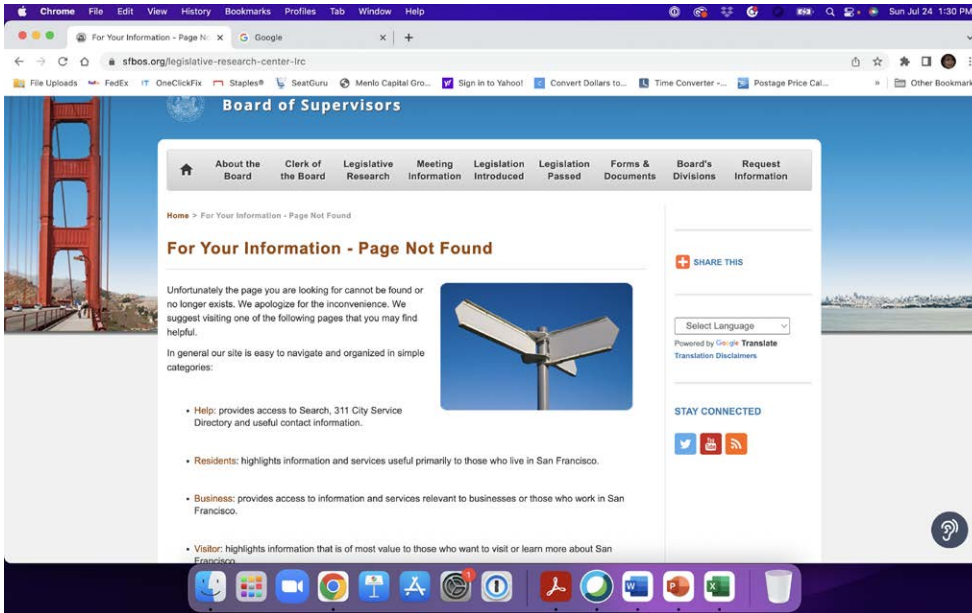 Chrome File Edit View History Bookmarks Profiles Tab Window Help
Sun Jul 24 1:30 PM
For Your Information - Page No
Google
sfbos.org/legislative-research-center-lrc
File Uploads FedEx OneClickFix Staples® SeatGuru Menlo Capital Gro... Sign in to Yahoo! Convert Dollars to... Time Converter -... Postage Price Cal... » Other Bookmark
Board of Supervisors
About the Board
Clerk of the Board
Legislative Research
Meeting Information
Legislation Introduced
Legislation Passed
Forms & Documents
Board's Divisions
Request Information
Home > For Your Information - Page Not Found
For Your Information - Page Not Found
Unfortunately the page you are looking for cannot be found or
no longer exists. We apologize for the inconvenience. We
suggest visiting one of the following pages that you may find
helpful.
In general our site is easy to navigate and organized in simple
categories:
• Help: provides access to Search, 311 City Service
Directory and useful contact information.
• Residents: highlights information and services useful primarily to those who live in San Francisco.
• Business: provides access to information and services relevant to businesses or those who work in San
Francisco.
• Visitor: highlights information that is of most value to those who want to visit or learn more about San
Francisco
SHARE THIS
Select Language
Powered by Google Translate
Translation Disclaimers
STAY CONNECTED